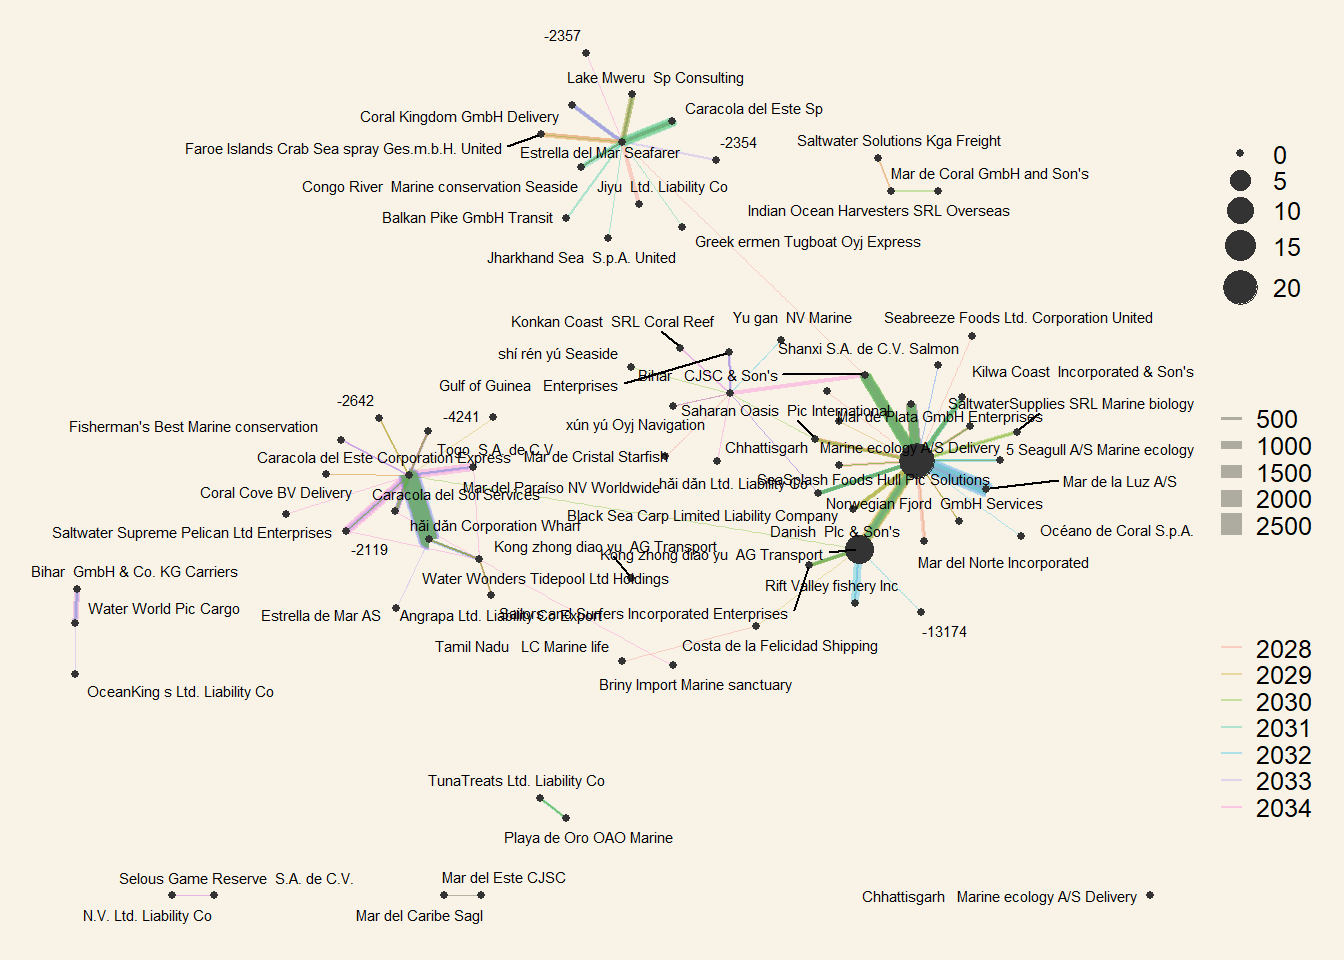 -2357
Lake Mweru  Sp Consulting
Caracola del Este Sp
Coral Kingdom GmbH Delivery
Faroe Islands Crab Sea spray Ges.m.b.H. United
-2354
Estrella del Mar Seafarer
Saltwater Solutions Kga Freight
Mar de Coral GmbH and Son's
Congo River  Marine conservation Seaside
Jiyu  Ltd. Liability Co
Balkan Pike GmbH Transit
Indian Ocean Harvesters SRL Overseas
Greek ermen Tugboat Oyj Express
Jharkhand Sea  S.p.A. United
0
5
10
15
20
Konkan Coast  SRL Coral Reef
Yu gan  NV Marine
Seabreeze Foods Ltd. Corporation United
shí rén yú Seaside
Shanxi S.A. de C.V. Salmon
Bihar   CJSC & Son's
Kilwa Coast  Incorporated & Son's
Gulf of Guinea   Enterprises
-2642
-4241
Saharan Oasis  Pic International
SaltwaterSupplies SRL Marine biology
Mar de Plata GmbH Enterprises
Fisherman's Best Marine conservation
xún yú Oyj Navigation
Togo  S.A. de C.V.
Chhattisgarh   Marine ecology A/S Delivery
5 Seagull A/S Marine ecology
Caracola del Este Corporation Express
Mar de Cristal Starfish
Coral Cove BV Delivery
Caracola del Sol Services
Mar del Paraíso NV Worldwide
hǎi dǎn Ltd. Liability Co
SeaSplash Foods Hull Plc Solutions
Mar de la Luz A/S
Norwegian Fjord  GmbH Services
Black Sea Carp Limited Liability Company
hǎi dǎn Corporation Wharf
Saltwater Supreme Pelican Ltd Enterprises
Danish  Plc & Son's
Océano de Coral S.p.A.
-2119
Kong zhong diao yu  AG Transport
Kong zhong diao yu  AG Transport
Mar del Norte Incorporated
Bihar  GmbH & Co. KG Carriers
Water Wonders Tidepool Ltd Holdings
Rift Valley fishery Inc
Water World Pic Cargo
Estrella de Mar AS
Angrapa Ltd. Liability Co Export
Sailors and Surfers Incorporated Enterprises
-13174
Tamil Nadu   LC Marine life
Costa de la Felicidad Shipping
Briny Import Marine sanctuary
OceanKing s Ltd. Liability Co
500
1000
1500
2000
2500
2028
2029
2030
2031
2032
2033
2034
TunaTreats Ltd. Liability Co
Playa de Oro OAO Marine
Selous Game Reserve  S.A. de C.V.
N.V. Ltd. Liability Co
Mar del Este CJSC
Mar del Caribe Sagl
Chhattisgarh   Marine ecology A/S Delivery